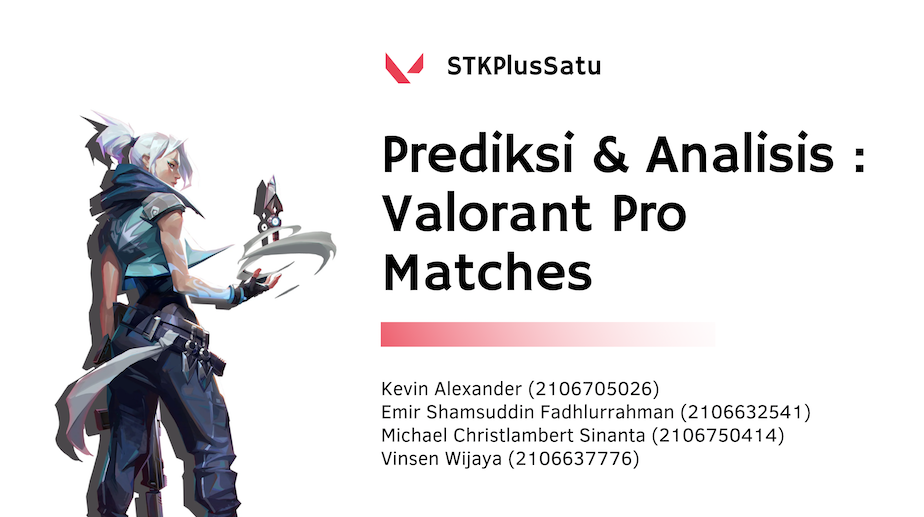 STKPlusSatu
Prediksi & Analisis :
Valorant Pro
Matches
Kevin Alexander (2106705026)
Emir Shamsuddin Fadhlurrahman (2106632541)
Michael Christlambert Sinanta (2106750414)
Vinsen Wijaya (2106637776)